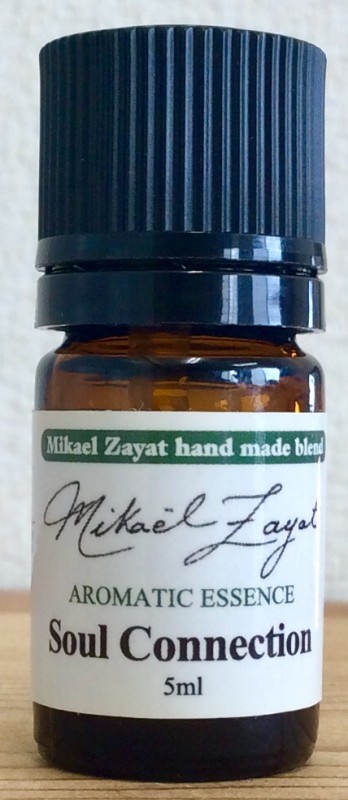 Mikael Zayat hand made blend
Mikaël Zayat
AROMATIC ESSENCE
Soul Connection
5ml